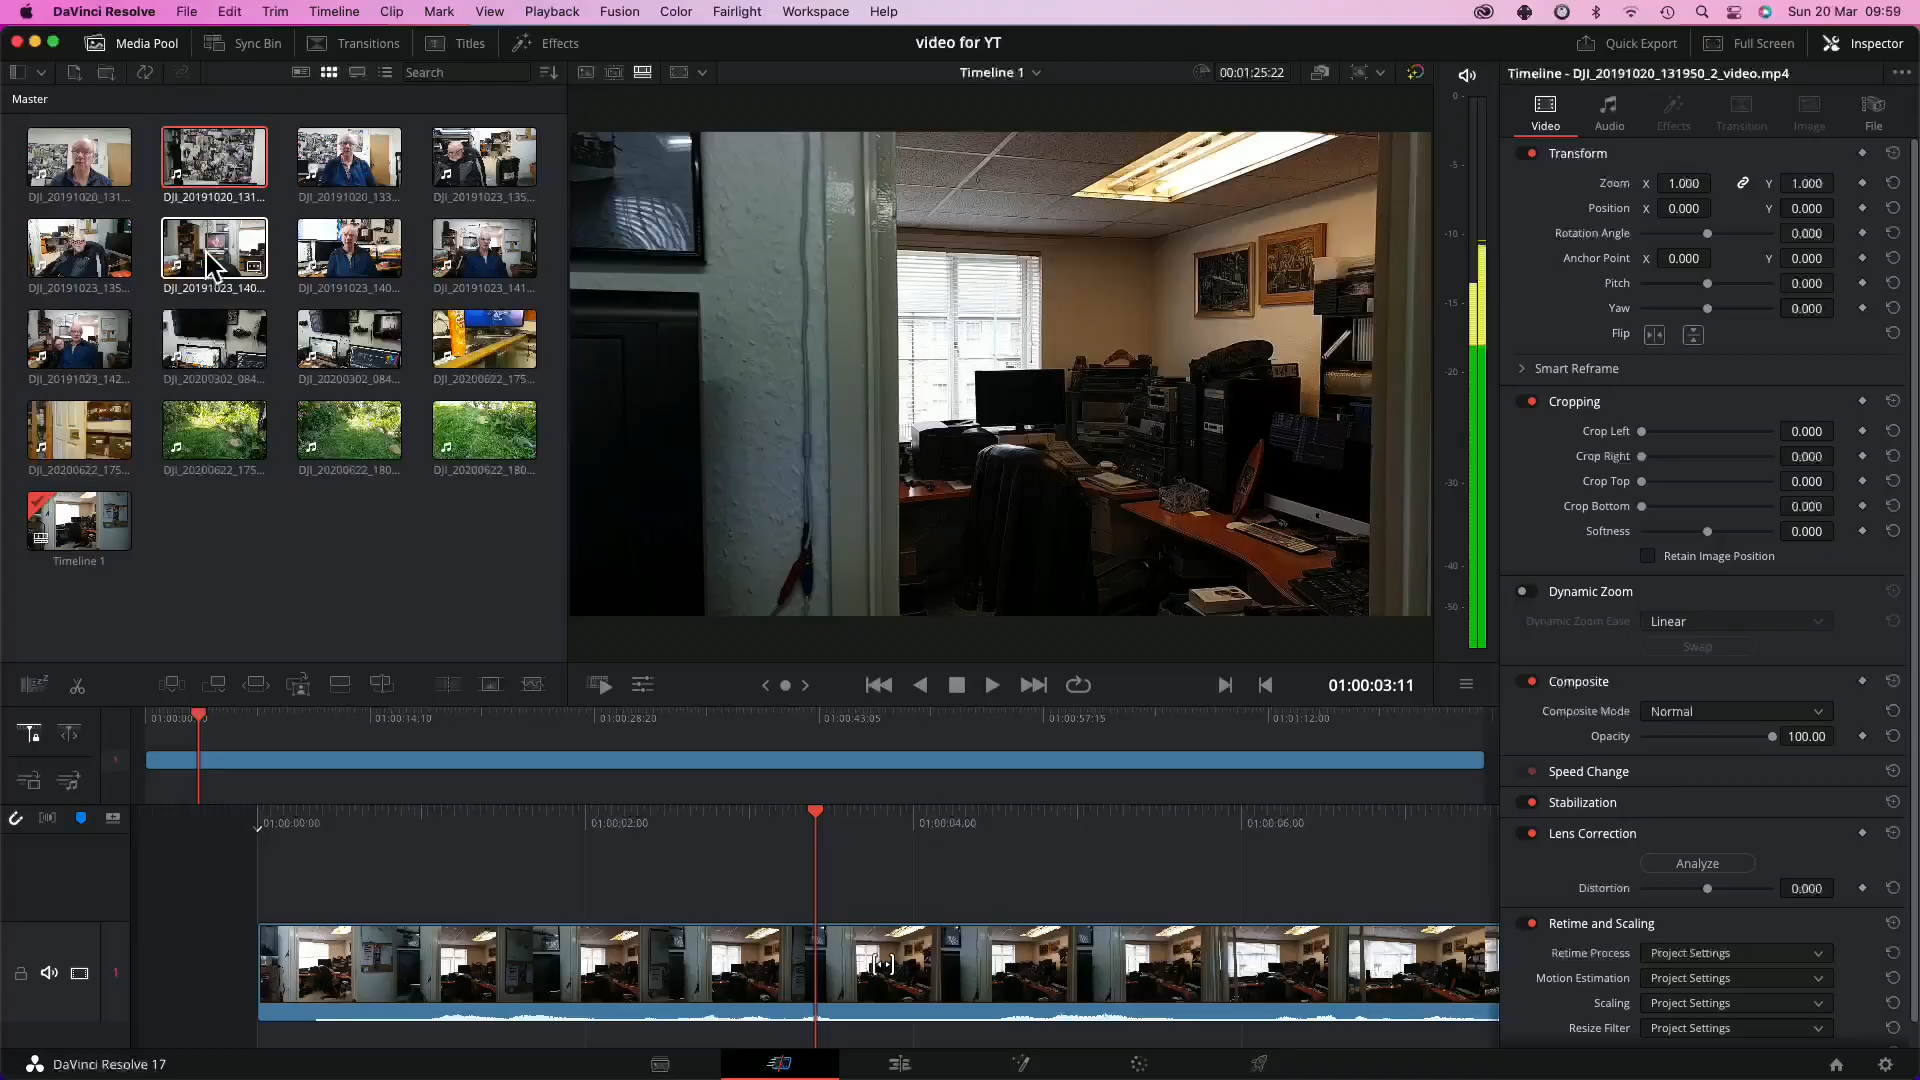 DaVinci Resolve File Edit Trim Timeline Clip Mark View Playback Fusion Color Fairlight Workspace Help Sun 20 Mar 09:59
Media Pool Sync Bin Transitions Titles Effects video for YT Quick Export Full Screen Inspector
Search Timeline 1 00:01:25:22 Timeline - DJI_20191020_131950_2_video.mp4
Master
Video Audio Effects Transition Image File
DJI_20191020_131... DJI_20191020_131... DJI_20191020_133... DJI_20191023_135...
DJI_20191023_135... DJI_20191023_140... DJI_20191023_140... DJI_20191023_141...
DJI_20191023_142... DJI_20200302_084... DJI_20200302_084... DJI_20200622_175...
DJI_20200622_175... DJI_20200622_175... DJI_20200622_180... DJI_20200622_180...
Timeline 1
0
-5
-10
-15
-20
-30
-40
-50
Transform
Zoom X 1.000 Y 1.000
Position X 0.000 Y 0.000
Rotation Angle 0.000
Anchor Point X 0.000 Y 0.000
Pitch 0.000
Yaw 0.000
Flip
Smart Reframe
Cropping
Crop Left 0.000
Crop Right 0.000
Crop Top 0.000
Crop Bottom 0.000
Softness 0.000
Retain Image Position
Dynamic Zoom
Dynamic Zoom Ease Linear
Swap
Composite
Composite Mode Normal
Opacity 100.00
Speed Change
Stabilization
Lens Correction
Analyze
Distortion 0.000
Retime and Scaling
Retime Process Project Settings
Motion Estimation Project Settings
Scaling Project Settings
Resize Filter Project Settings
01:00:03:11
01:00:14:10 01:00:28:20 01:00:43:05 01:00:57:15 01:01:12:00
1
01:00:00:00 01:00:02:00 01:00:04:00 01:00:06:00
1
DaVinci Resolve 17